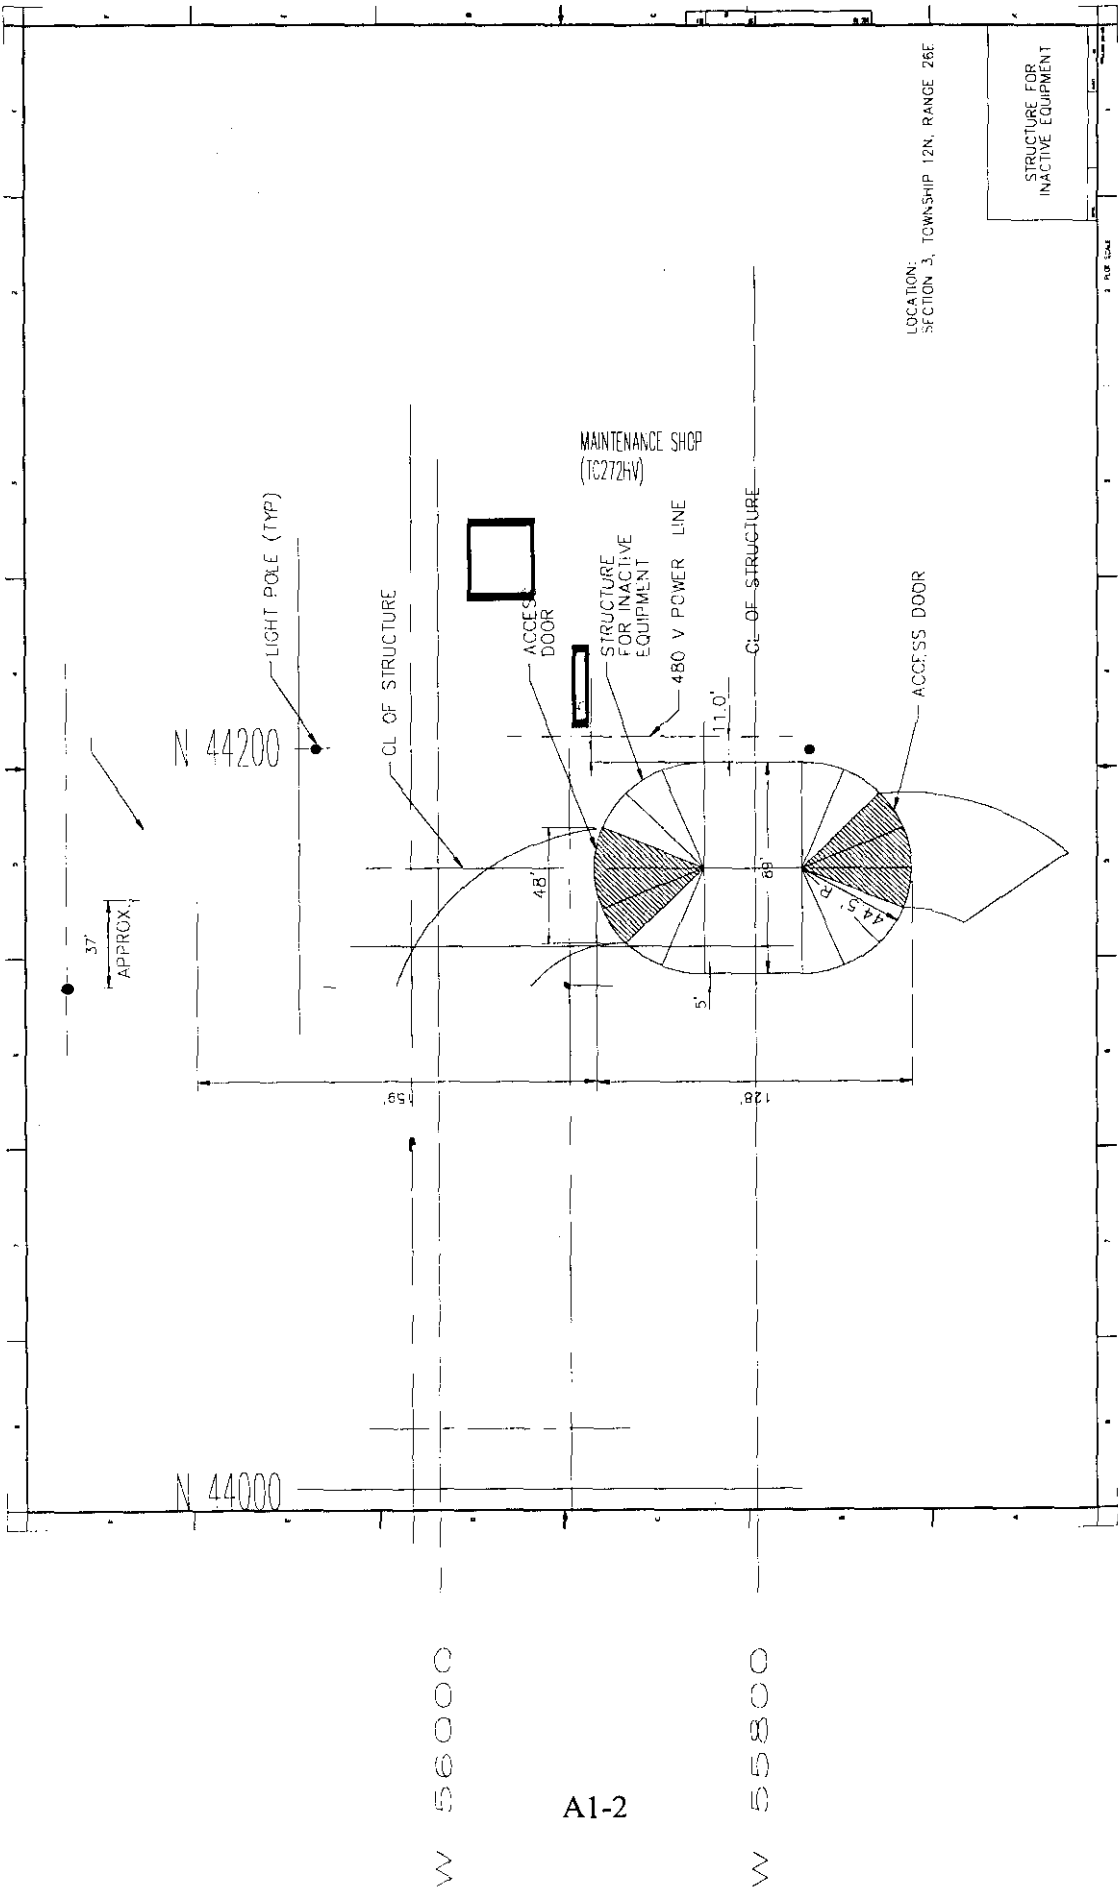 LOCATION:
SECTION 3, TOWNSHIP 12N, RANGE 26E
STRUCTURE FOR
INACTIVE EQUIPMENT
LIGHT POLE (TYP)
N 44200
37'
APPROX.
CL OF STRUCTURE
MAINTENANCE SHOP
(TC272HV)
ACCESS
DOOR
STRUCTURE
FOR INACTIVE
EQUIPMENT
480 V POWER LINE
CL OF STRUCTURE
ACCESS DOOR
48'
11.0'
89'
44.5' R
5'
159'
128'
N 44000
W 56000
W 55800
A1-2